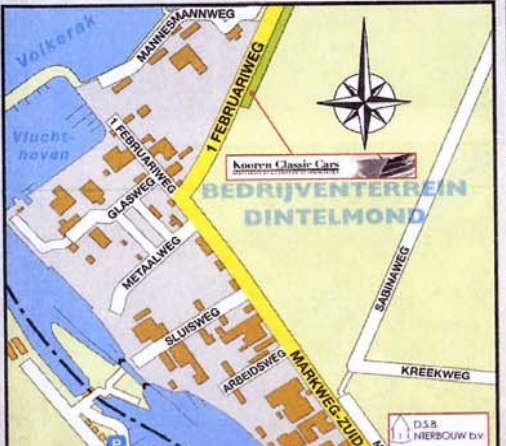 Volkerak
MANNESMANNWEG
1 FEBRUARIWEG
1 FEBRUARIWEG
Vlucht-
haven
Kooren Classic Cars
BEDRIJVENTERREIN
DINTELMOND
GLASWEG
METAALWEG
SABINAWEG
SLUISWEG
ARBEIDSWEG
MARKWEG-ZUID
KREEKWEG
D.S.B.
NIERBOUW b.v.
P